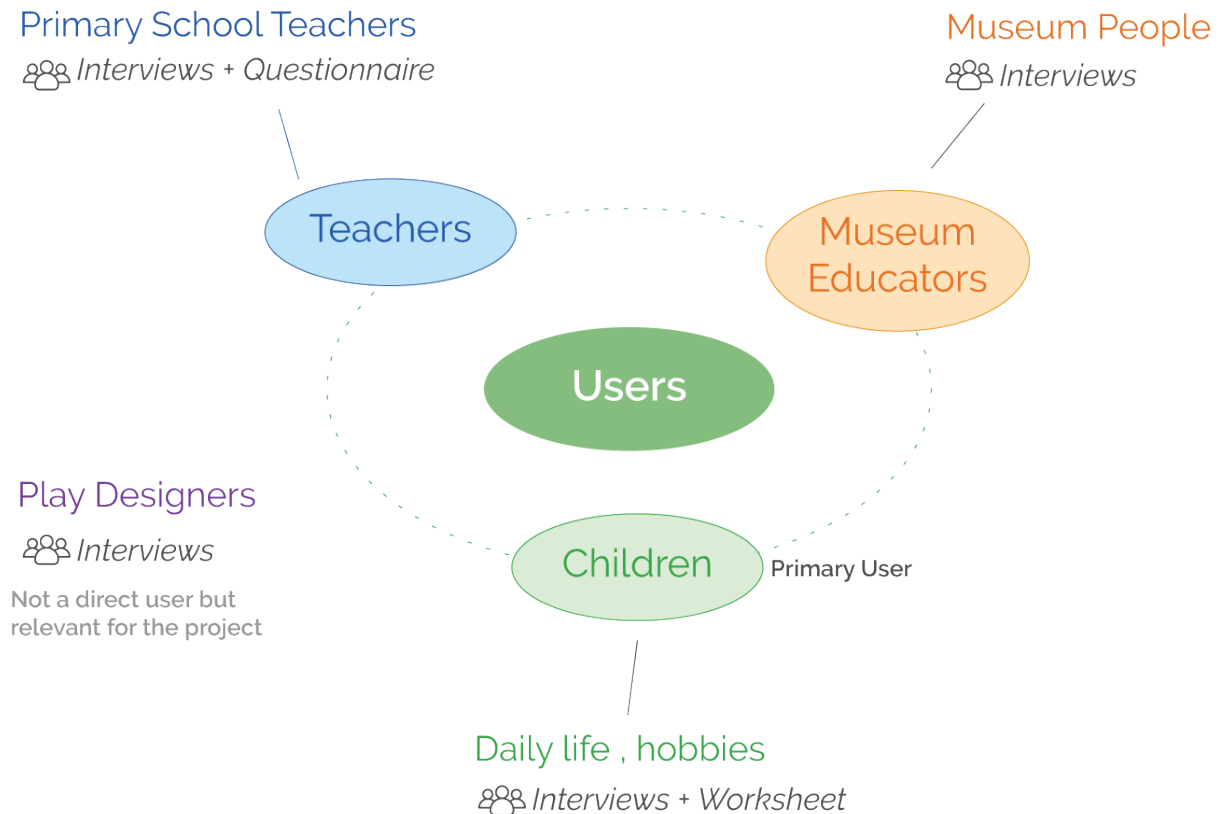 Primary School Teachers
Interviews + Questionnaire
Museum People
Interviews
Teachers
Museum
Educators
Users
Play Designers
Interviews
Not a direct user but
relevant for the project
Children
Primary User
Daily life , hobbies
Interviews + Worksheet